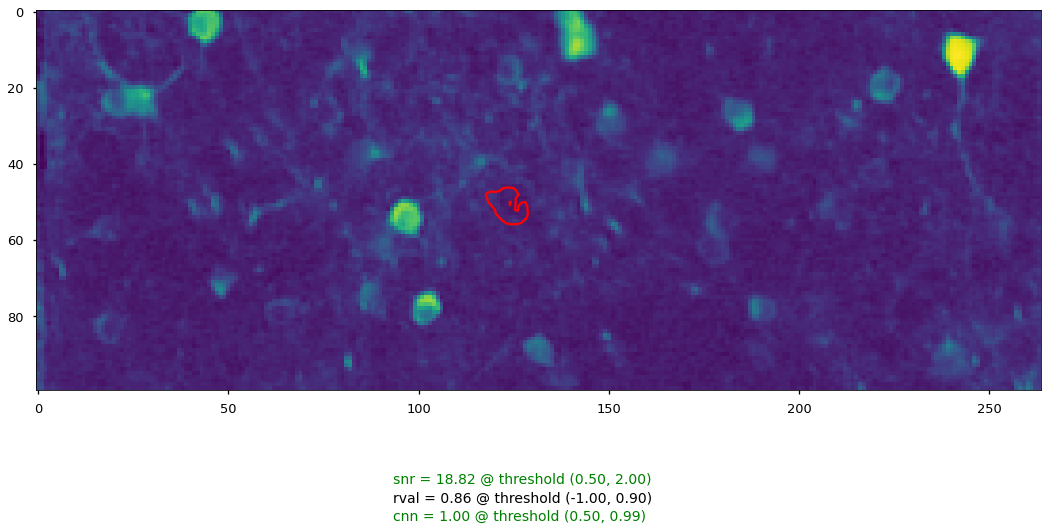 0
20
40
60
80
0 50 100 150 200 250
snr = 18.82 @ threshold (0.50, 2.00)
rval = 0.86 @ threshold (-1.00, 0.90)
cnn = 1.00 @ threshold (0.50, 0.99)